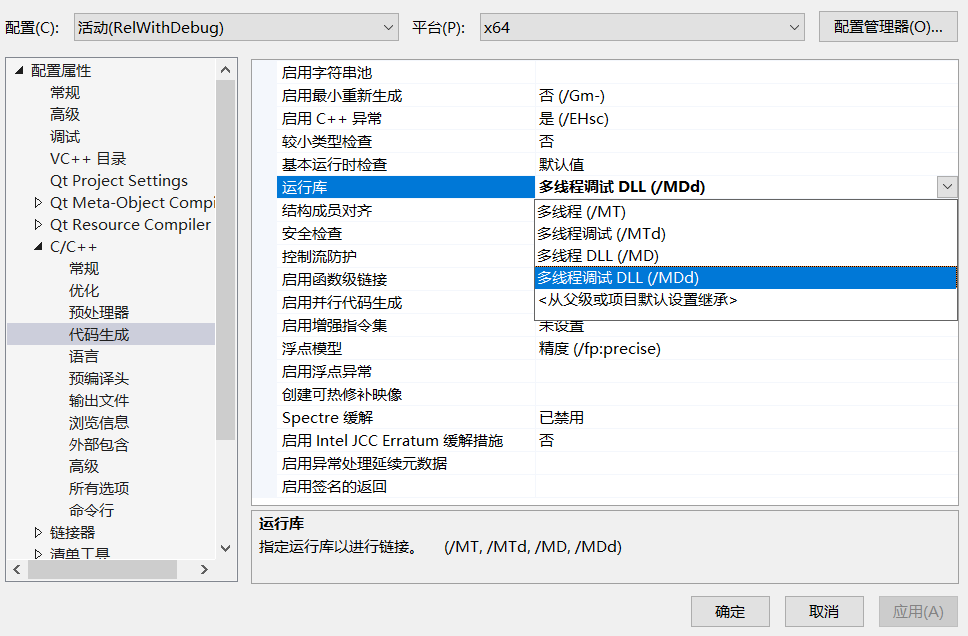 配置(C): 活动(RelWithDebug) 平台(P): x64 配置管理器(O)...
配置属性
常规
高级
调试
VC++ 目录
Qt Project Settings
Qt Meta-Object Compi
Qt Resource Compiler
C/C++
常规
优化
预处理器
代码生成
语言
预编译头
输出文件
浏览信息
外部包含
高级
所有选项
命令行
链接器
清单工具
启用字符串池
启用最小重新生成 否 (/Gm-)
启用 C++ 异常 是 (/EHsc)
较小类型检查 否
基本运行时检查 默认值
运行库 多线程调试 DLL (/MDd)
结构成员对齐 多线程 (/MT)
安全检查 多线程调试 (/MTd)
控制流防护 多线程 DLL (/MD)
启用函数级链接 多线程调试 DLL (/MDd)
启用并行代码生成 <从父级或项目默认设置继承>
启用增强指令集 未设置
浮点模型 精度 (/fp:precise)
启用浮点异常
创建可热修补映像
Spectre 缓解 已禁用
启用 Intel JCC Erratum 缓解措施 否
启用异常处理延续元数据
启用签名的返回
运行库
指定运行库以进行链接。 (/MT, /MTd, /MD, /MDd)
确定 取消 应用(A)